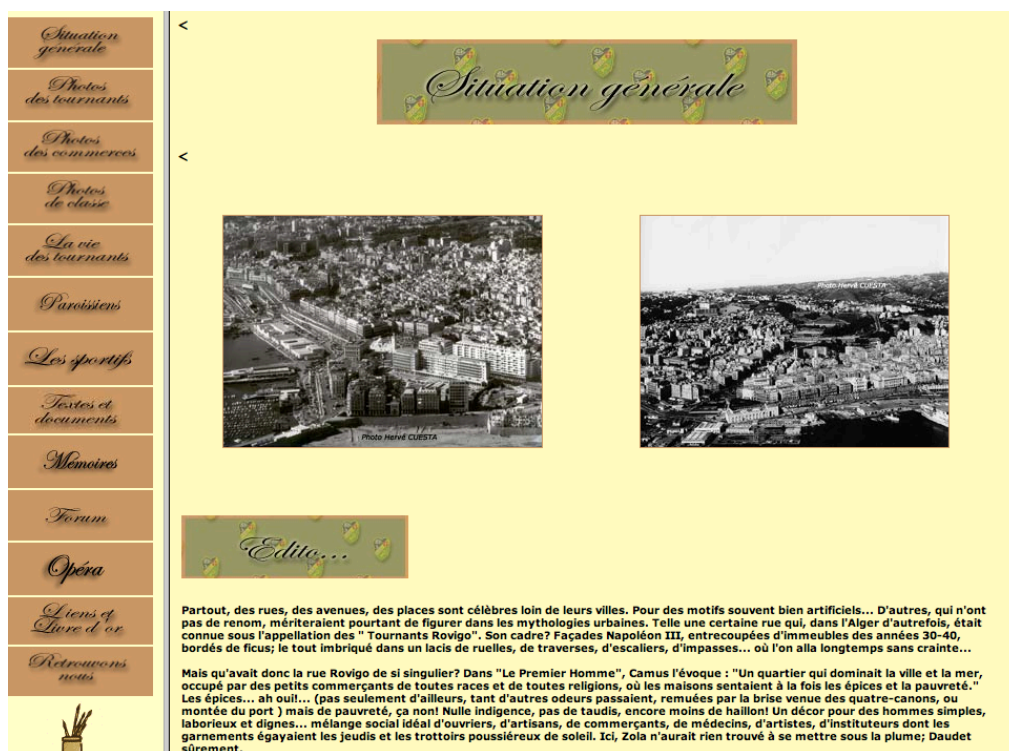 Situation
générale
Photos
des tournants
Photos
des commerces
Photos
de classe
La vie
des tournants
Paroissiens
Les sportifs
Textes et
documents
Mémoires
Forum
Opéra
Liens et
Livre d'or
Retrouvons
nous
<
Situation générale
<
Photo Hervé CUESTA
Photo Hervé CUESTA
Edito...
Partout, des rues, des avenues, des places sont célèbres loin de leurs villes. Pour des motifs souvent bien artificiels... D'autres, qui n'ont
pas de renom, mériteraient pourtant de figurer dans les mythologies urbaines. Telle une certaine rue qui, dans l'Alger d'autrefois, était
connue sous l'appellation des " Tournants Rovigo". Son cadre? Façades Napoléon III, entrecoupées d'immeubles des années 30-40,
bordés de ficus; le tout imbriqué dans un lacis de ruelles, de traverses, d'escaliers, d'impasses... où l'on alla longtemps sans crainte...
Mais qu'avait donc la rue Rovigo de si singulier? Dans "Le Premier Homme", Camus l'évoque : "Un quartier qui dominait la ville et la mer,
occupé par des petits commerçants de toutes races et de toutes religions, où les maisons sentaient à la fois les épices et la pauvreté."
Les épices... ah oui!... (pas seulement d'ailleurs, tant d'autres odeurs passaient, remuées par la brise venue des quatre-canons, ou
montée du port ) mais de pauvreté, ça non! Nulle indigence, pas de taudis, encore moins de haillon! Un décor pour des hommes simples,
laborieux et dignes... mélange social idéal d'ouvriers, d'artisans, de commerçants, de médecins, d'artistes, d'instituteurs dont les
garnements égayaient les jeudis et les trottoirs poussiéreux de soleil. Ici, Zola n'aurait rien trouvé à se mettre sous la plume; Daudet
sûrement.